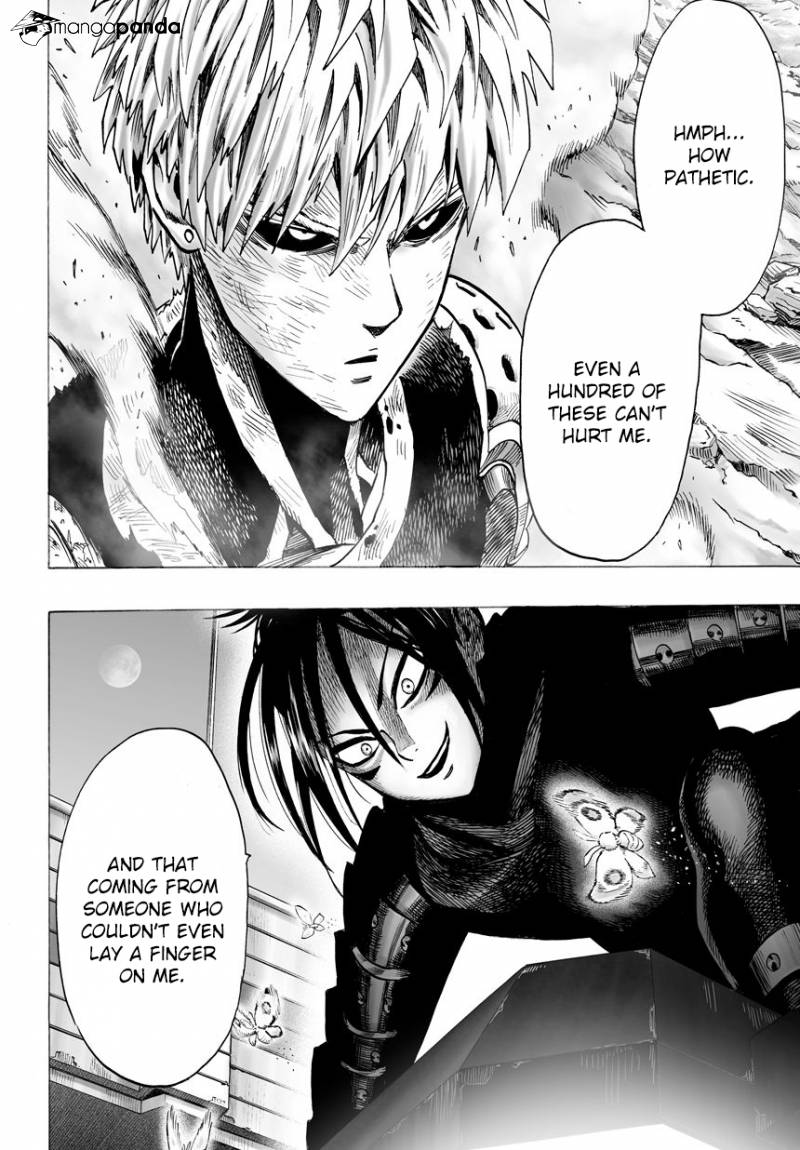 mangapanda
HMPH...
HOW
PATHETIC.
EVEN A
HUNDRED OF
THESE CAN'T
HURT ME.
AND THAT
COMING FROM
SOMEONE WHO
COULDN'T EVEN
LAY A FINGER
ON ME.